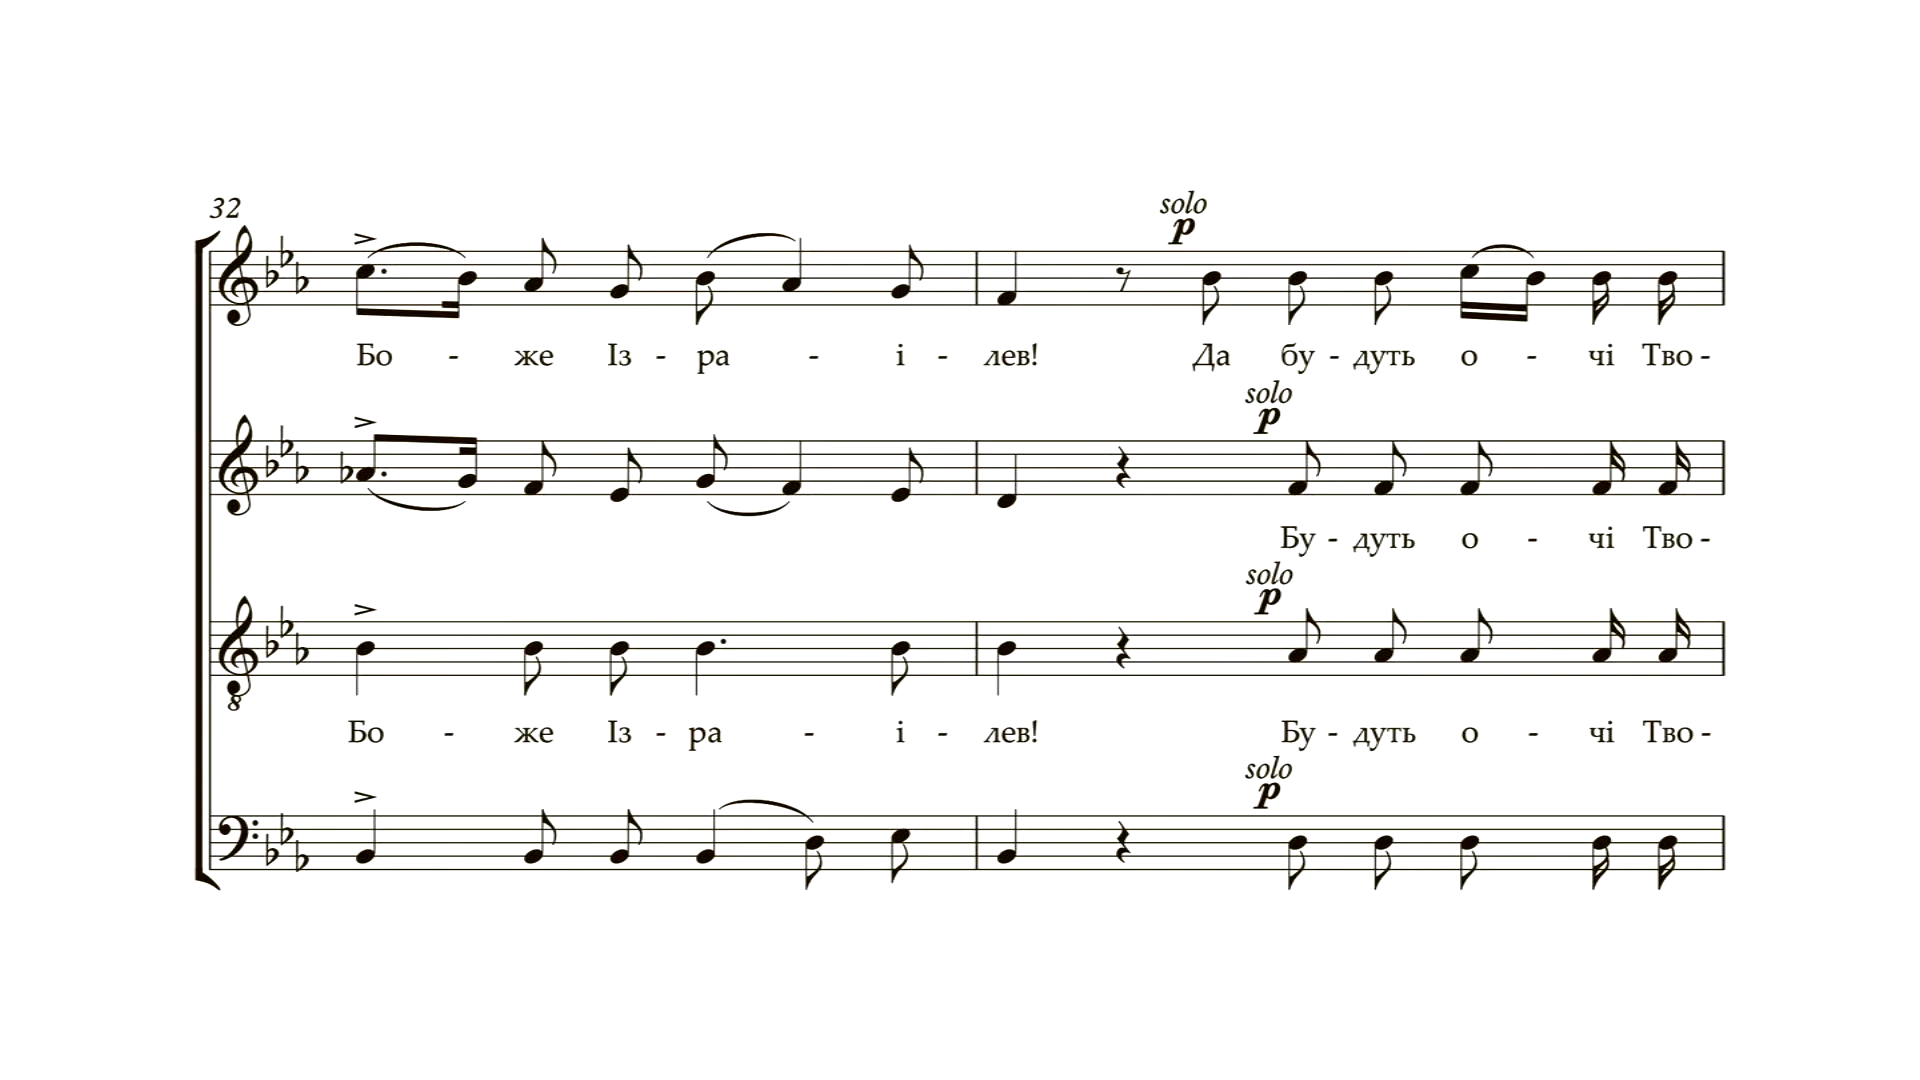 32
solo
p
Бо - же Із - ра - і - лев! Да бу - дуть о - чі Тво -
solo
p
Бу - дуть о - чі Тво -
solo
p
8
Бо - же Із - ра - і - лев! Бу - дуть о - чі Тво -
solo
p